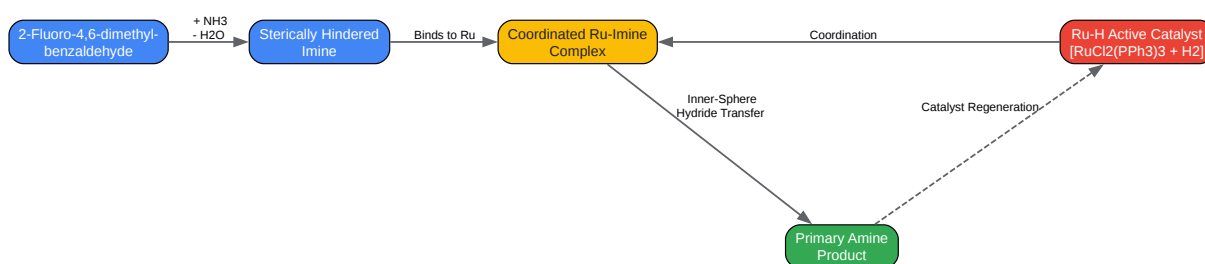 2-Fluoro-4,6-dimethyl-
benzaldehyde
+ NH3
- H2O
Sterically Hindered
Imine
Binds to Ru
Coordinated Ru-Imine
Complex
Coordination
Ru-H Active Catalyst
[RuCl2(PPh3)3 + H2]
Inner-Sphere
Hydride Transfer
Catalyst Regeneration
Primary Amine
Product